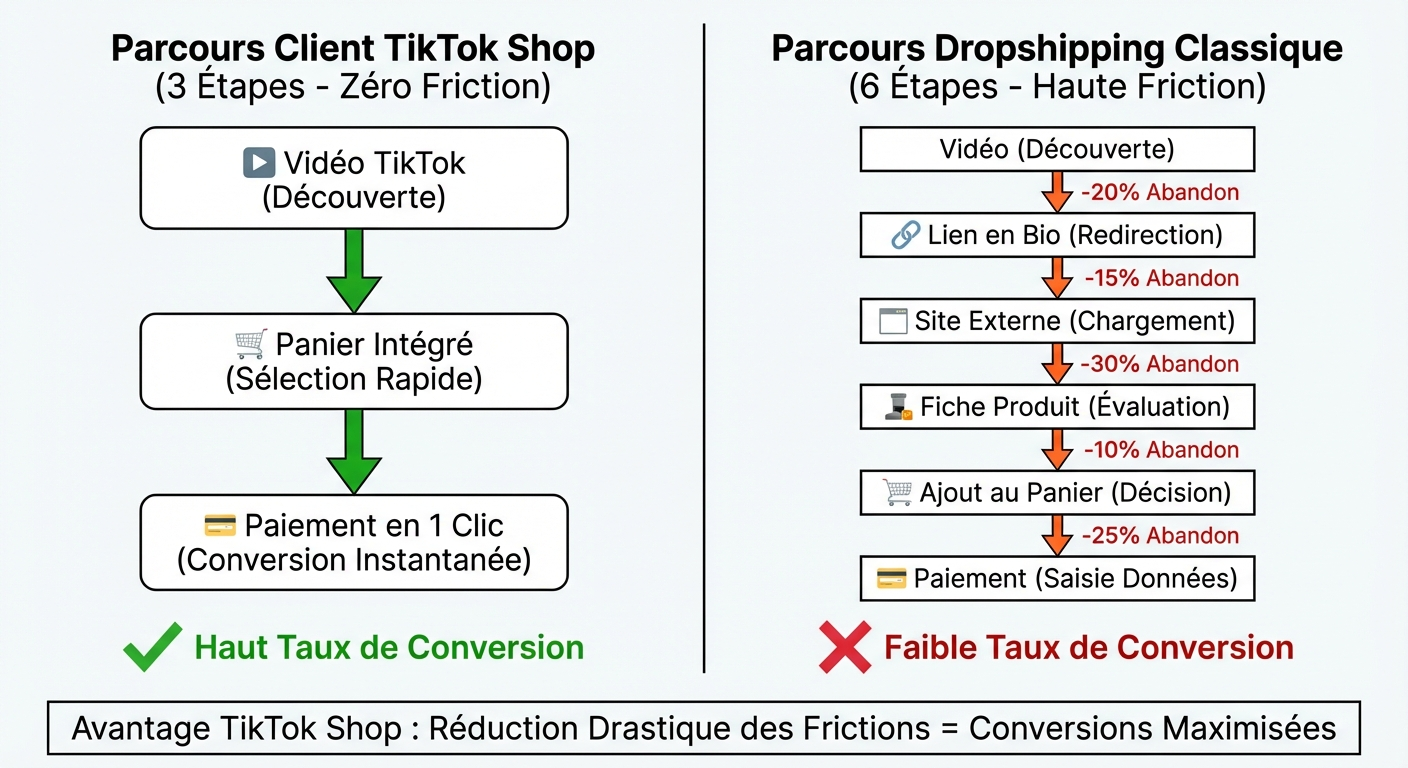 Parcours Client TikTok Shop
(3 Étapes - Zéro Friction)
Vidéo TikTok
(Découverte)
Panier Intégré
(Sélection Rapide)
Paiement en 1 Clic
(Conversion Instantanée)
Haut Taux de Conversion
Parcours Dropshipping Classique
(6 Étapes - Haute Friction)
Vidéo (Découverte)
-20% Abandon
Lien en Bio (Redirection)
-15% Abandon
Site Externe (Chargement)
-30% Abandon
Fiche Produit (Évaluation)
-10% Abandon
Ajout au Panier (Décision)
-25% Abandon
Paiement (Saisie Données)
Faible Taux de Conversion
Avantage TikTok Shop : Réduction Drastique des Frictions = Conversions Maximisées